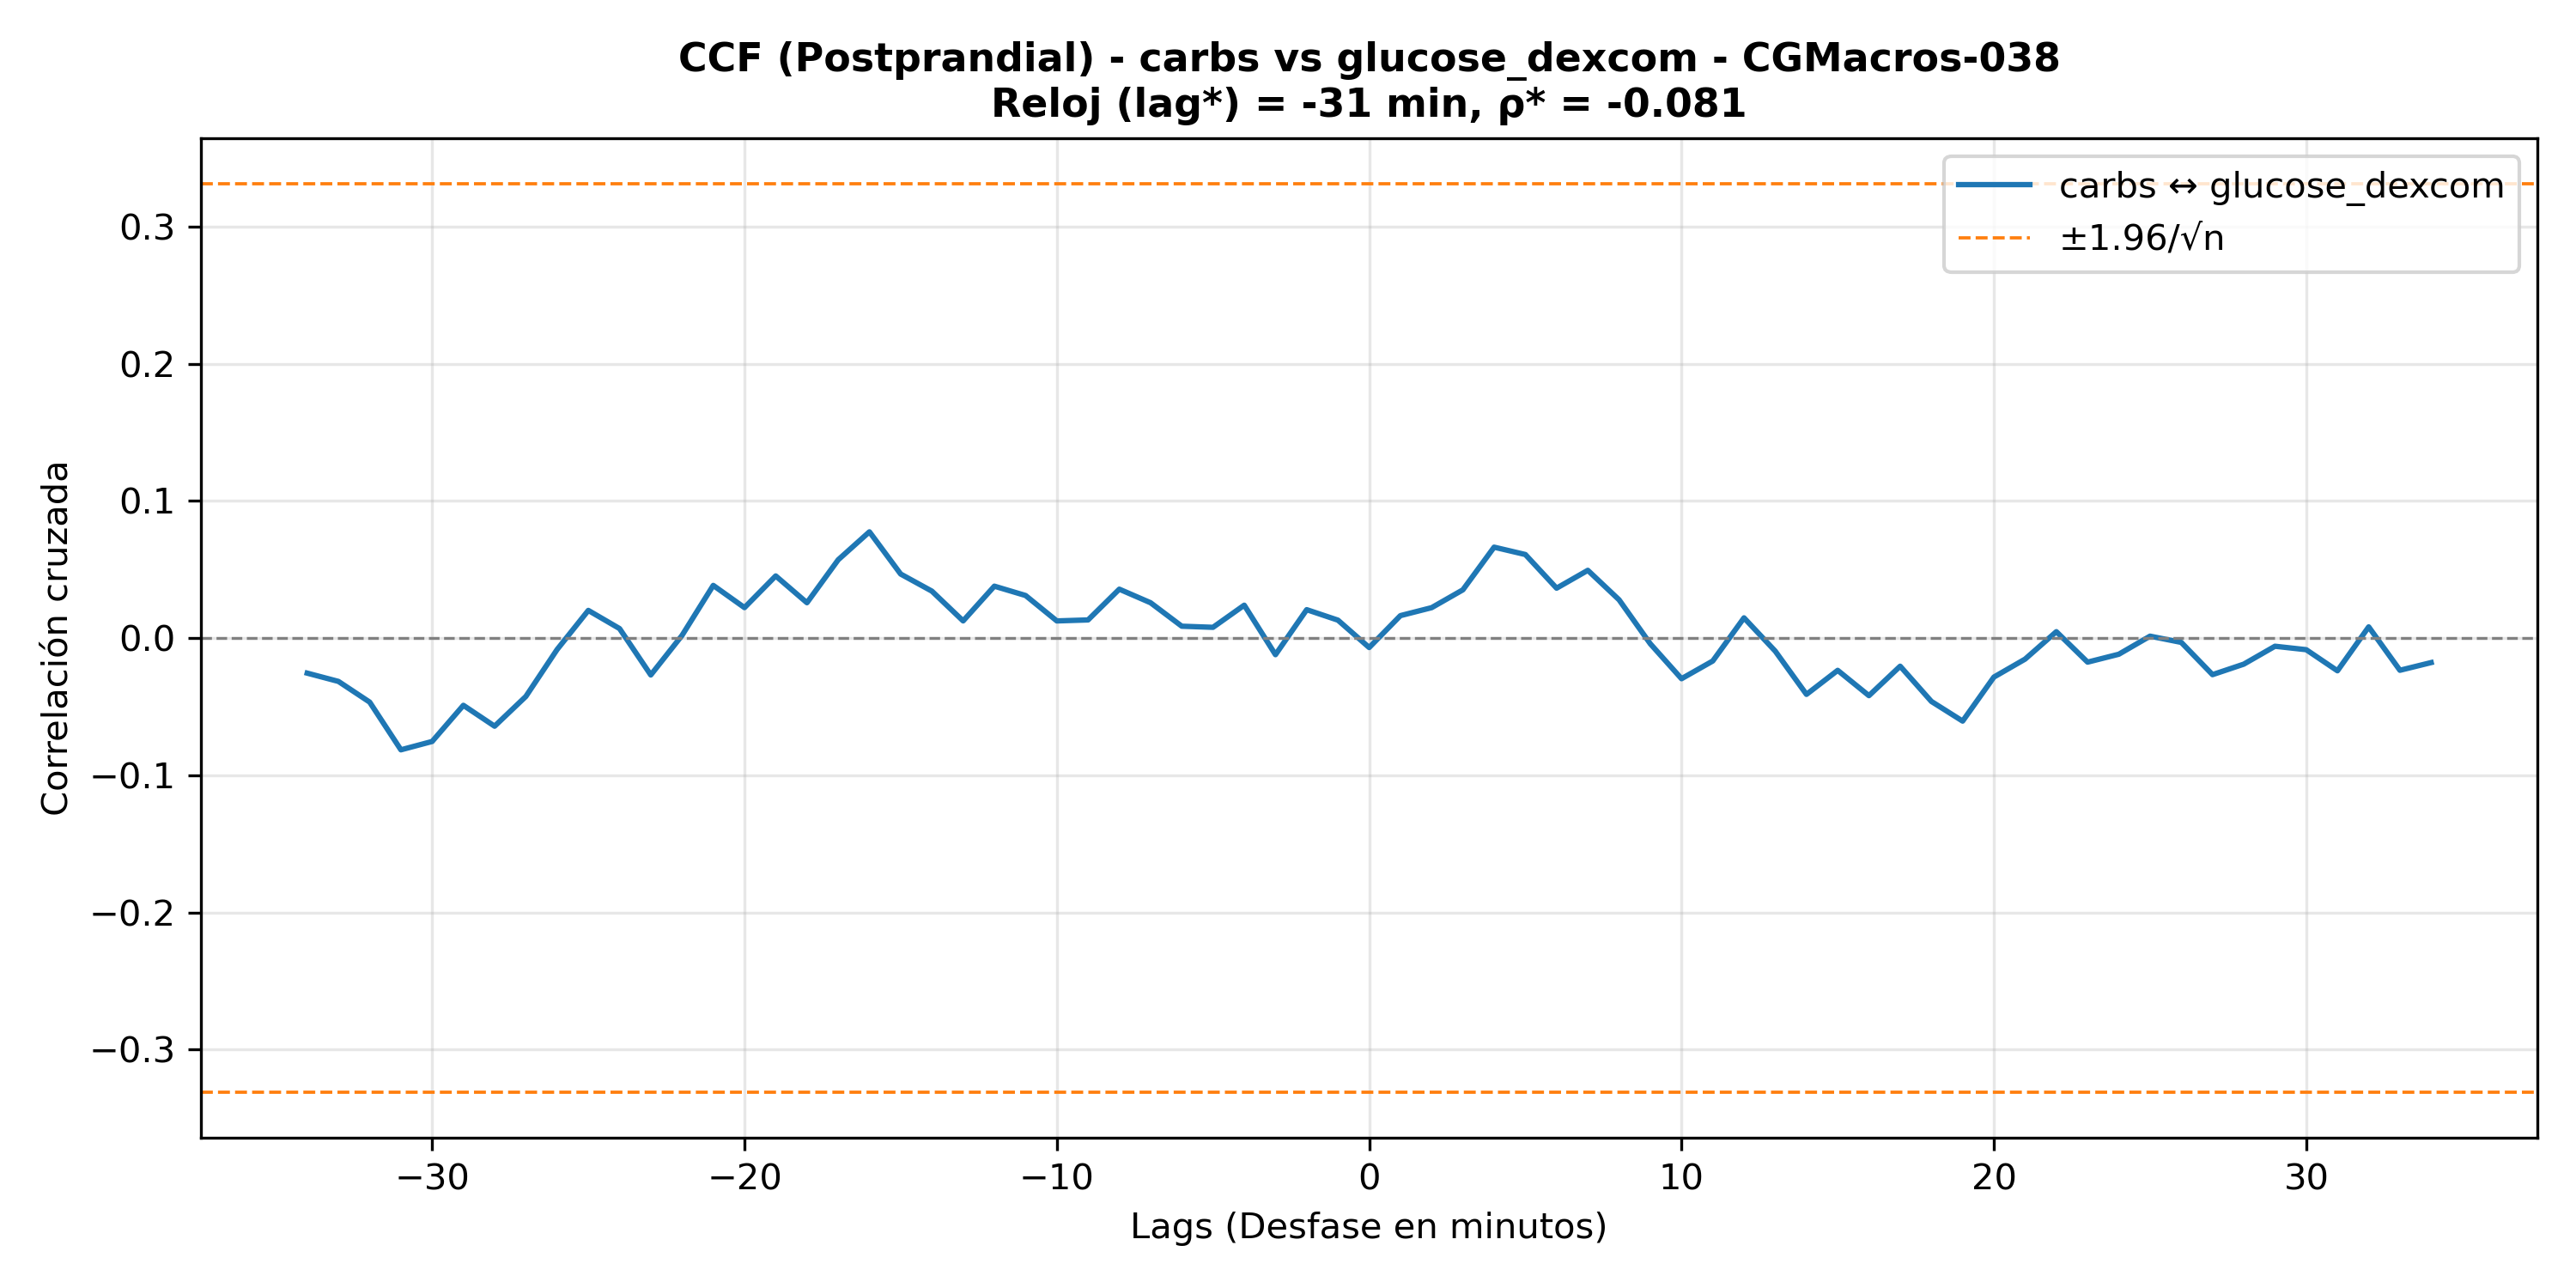 CCF (Postprandial) - carbs vs glucose_dexcom - CGMacros-038
Reloj (lag*) = -31 min, ρ* = -0.081
carbs ↔ glucose_dexcom
±1.96/√n
Correlación cruzada
0.3
0.2
0.1
0.0
−0.1
−0.2
−0.3
−30
−20
−10
0
10
20
30
Lags (Desfase en minutos)